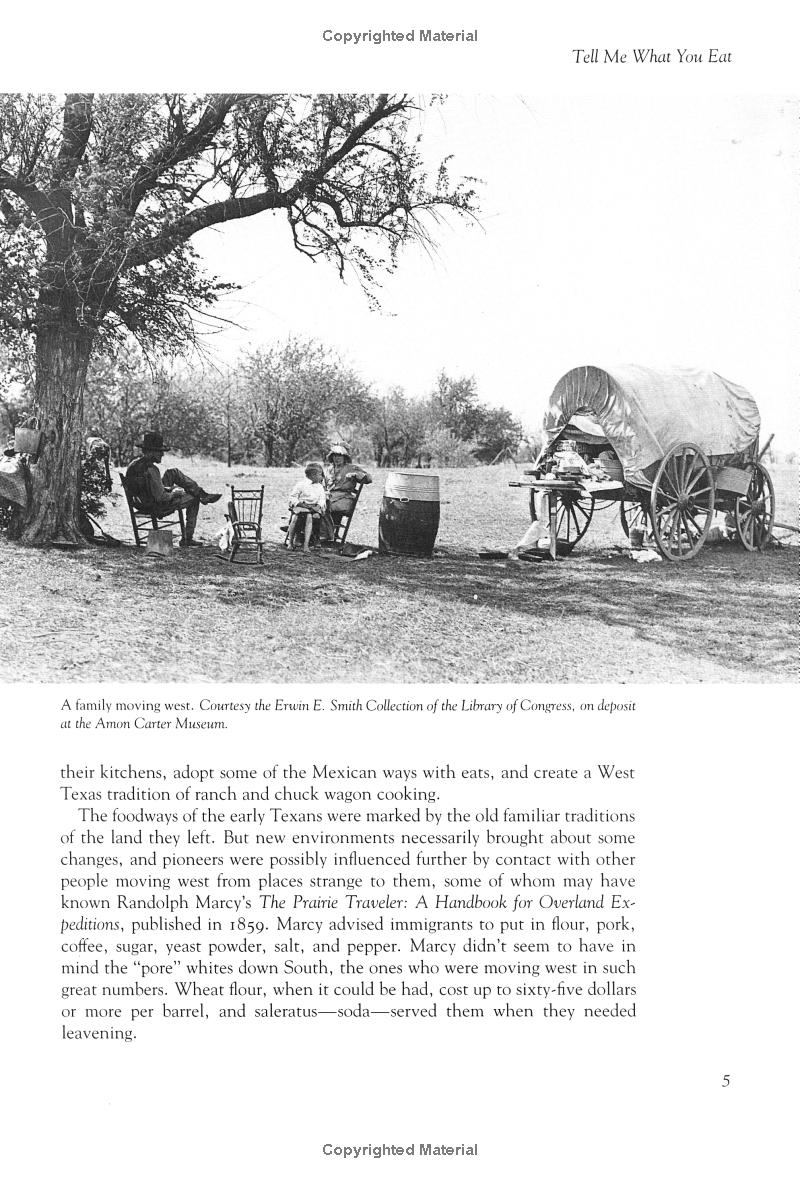 Copyrighted Material
Tell Me What You Eat
A family moving west. Courtesy the Erwin E. Smith Collection of the Library of Congress, on deposit
at the Amon Carter Museum.
their kitchens, adopt some of the Mexican ways with eats, and create a West
Texas tradition of ranch and chuck wagon cooking.
The foodways of the early Texans were marked by the old familiar traditions
of the land they left. But new environments necessarily brought about some
changes, and pioneers were possibly influenced further by contact with other
people moving west from places strange to them, some of whom may have
known Randolph Marcy's The Prairie Traveler: A Handbook for Overland Ex-
peditions, published in 1859. Marcy advised immigrants to put in flour, pork,
coffee, sugar, yeast powder, salt, and pepper. Marcy didn't seem to have in
mind the “pore” whites down South, the ones who were moving west in such
great numbers. Wheat flour, when it could be had, cost up to sixty-five dollars
or more per barrel, and saleratus—soda—served them when they needed
leavening.
5
Copyrighted Material